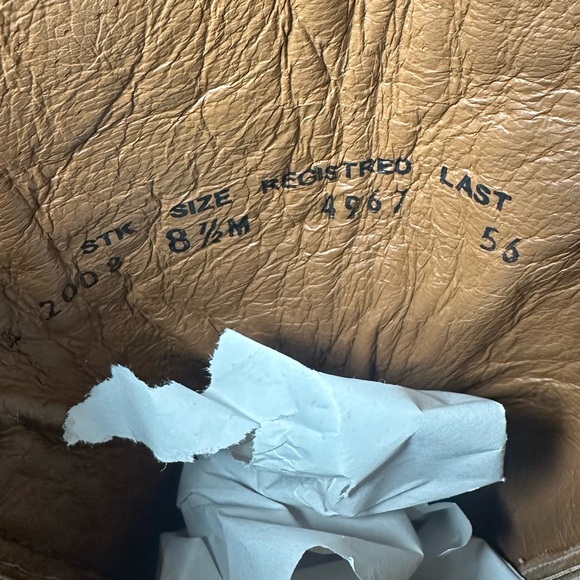 STK SIZE REGISTRED LAST
2008 8½M 4967 56